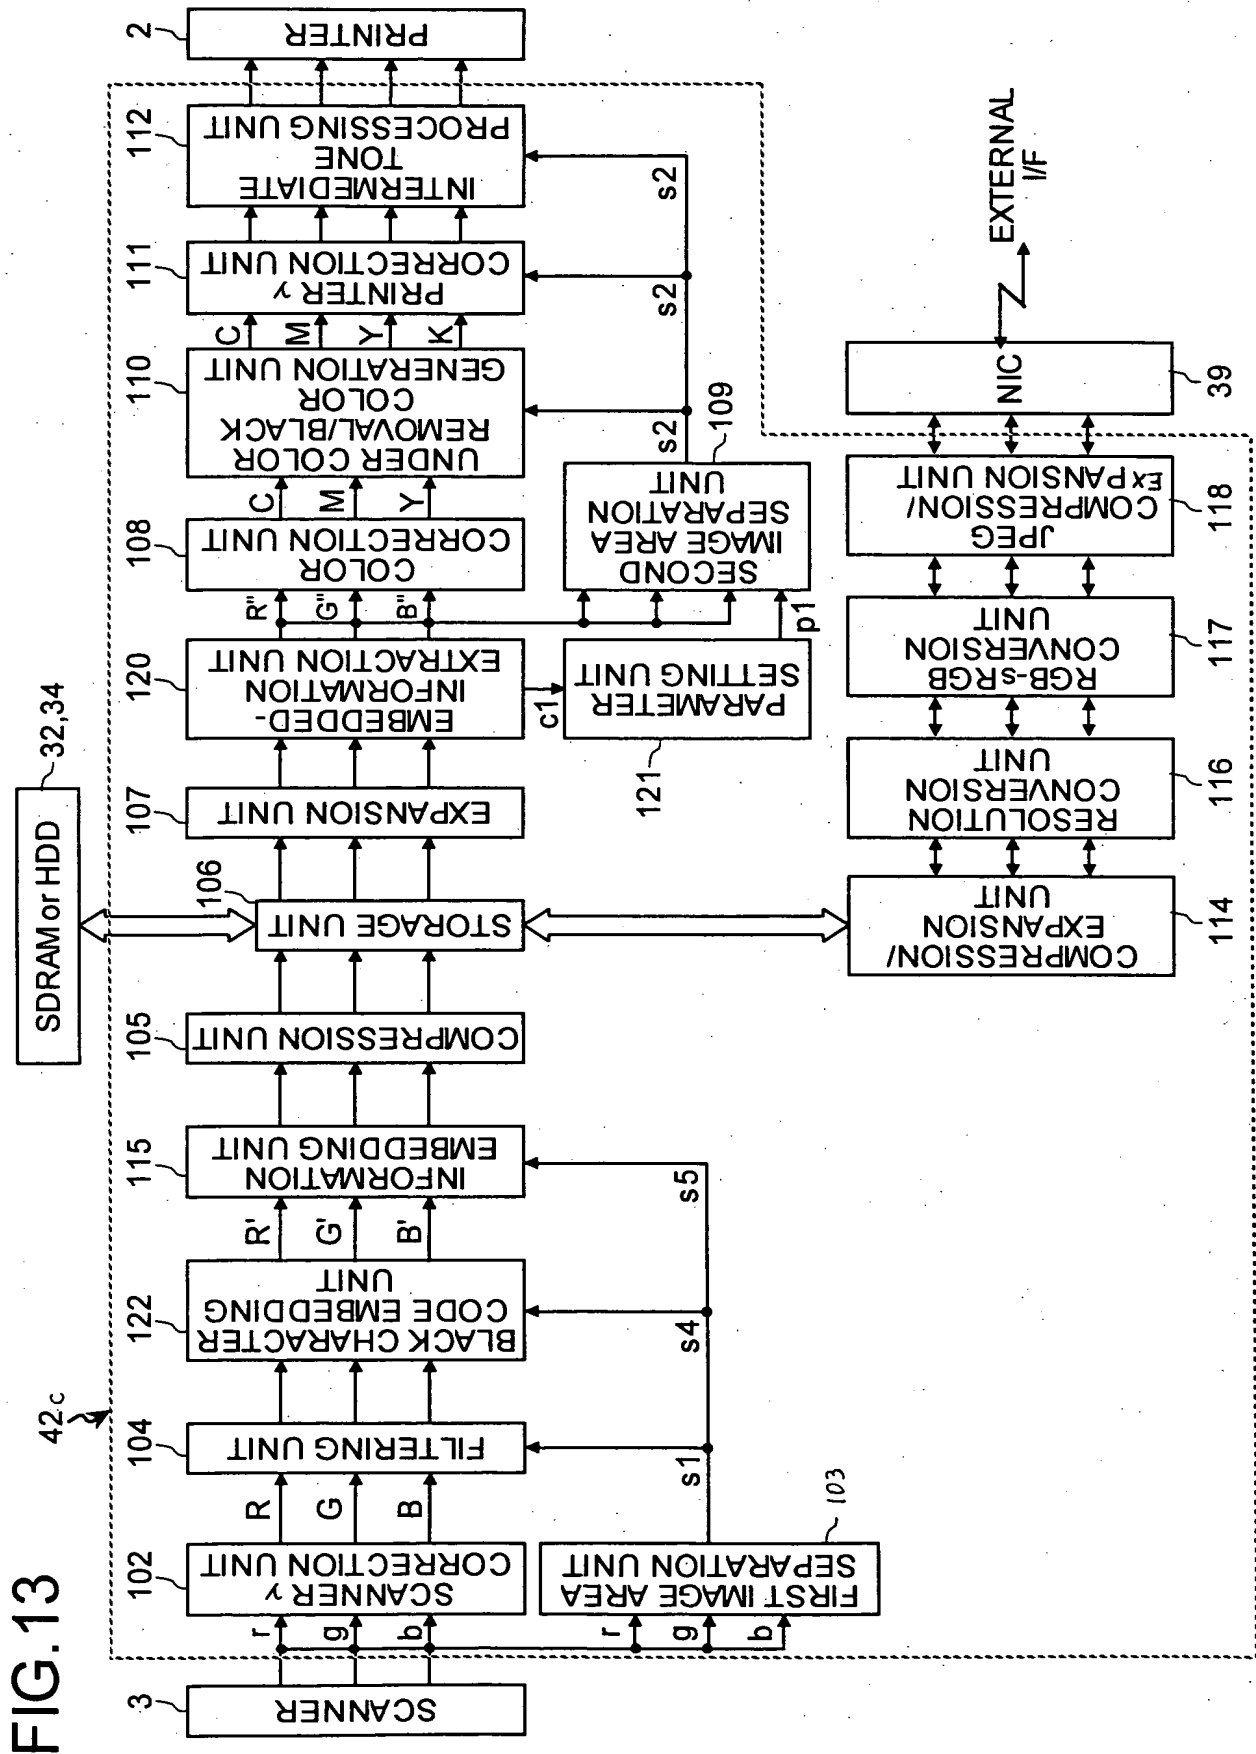 FIG.13
SDRAM or HDD
32,34
42c
3
SCANNER
r
g
b
102
SCANNER γ
CORRECTION UNIT
R
G
B
104
FILTERING UNIT
122
BLACK CHARACTER
CODE EMBEDDING
UNIT
R'
G'
B'
115
INFORMATION
EMBEDDING UNIT
105
COMPRESSION UNIT
106
STORAGE UNIT
107
EXPANSION UNIT
120
EMBEDDED-
INFORMATION
EXTRACTION UNIT
R"
G"
B"
108
COLOR
CORRECTION UNIT
C
M
Y
110
UNDER COLOR
REMOVAL/BLACK
COLOR
GENERATION UNIT
C
M
Y
K
111
PRINTER γ
CORRECTION UNIT
112
INTERMEDIATE
TONE
PROCESSING UNIT
2
PRINTER
r
g
b
FIRST IMAGE AREA
SEPARATION UNIT
103
s1
s4
s5
c1
121
PARAMETER
SETTING UNIT
p1
SECOND
IMAGE AREA
SEPARATION
UNIT
109
s2
s2
s2
COMPRESSION/
EXPANSION
UNIT
114
RESOLUTION
CONVERSION
UNIT
116
RGB-sRGB
CONVERSION
UNIT
117
JPEG
COMPRESSION/
ExPANSION UNIT
118
NIC
39
EXTERNAL
I/F